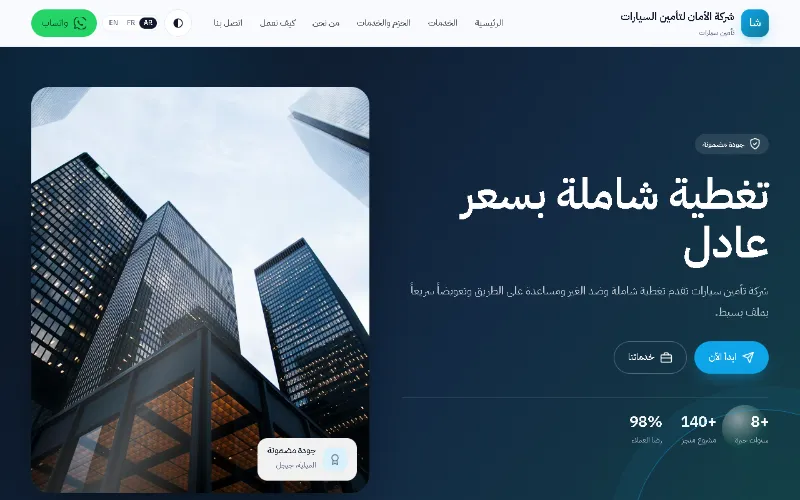 شا
شركة الأمان لتأمين السيارات
تأمين سيارات
الرئيسية
الخدمات
الحزم والخدمات
من نحن
كيف نعمل
اتصل بنا
AR
FR
EN
واتساب
جودة مضمونة
تغطية شاملة بسعر
عادل
شركة تأمين سيارات تقدم تغطية شاملة وضد الغير ومساعدة على الطريق وتعويضاً سريعاً
بملف بسيط.
ابدأ الآن
خدماتنا
8+
سنوات خبرة
140+
مشروع منجز
98%
رضا العملاء
جودة مضمونة
الميلية، جيجل